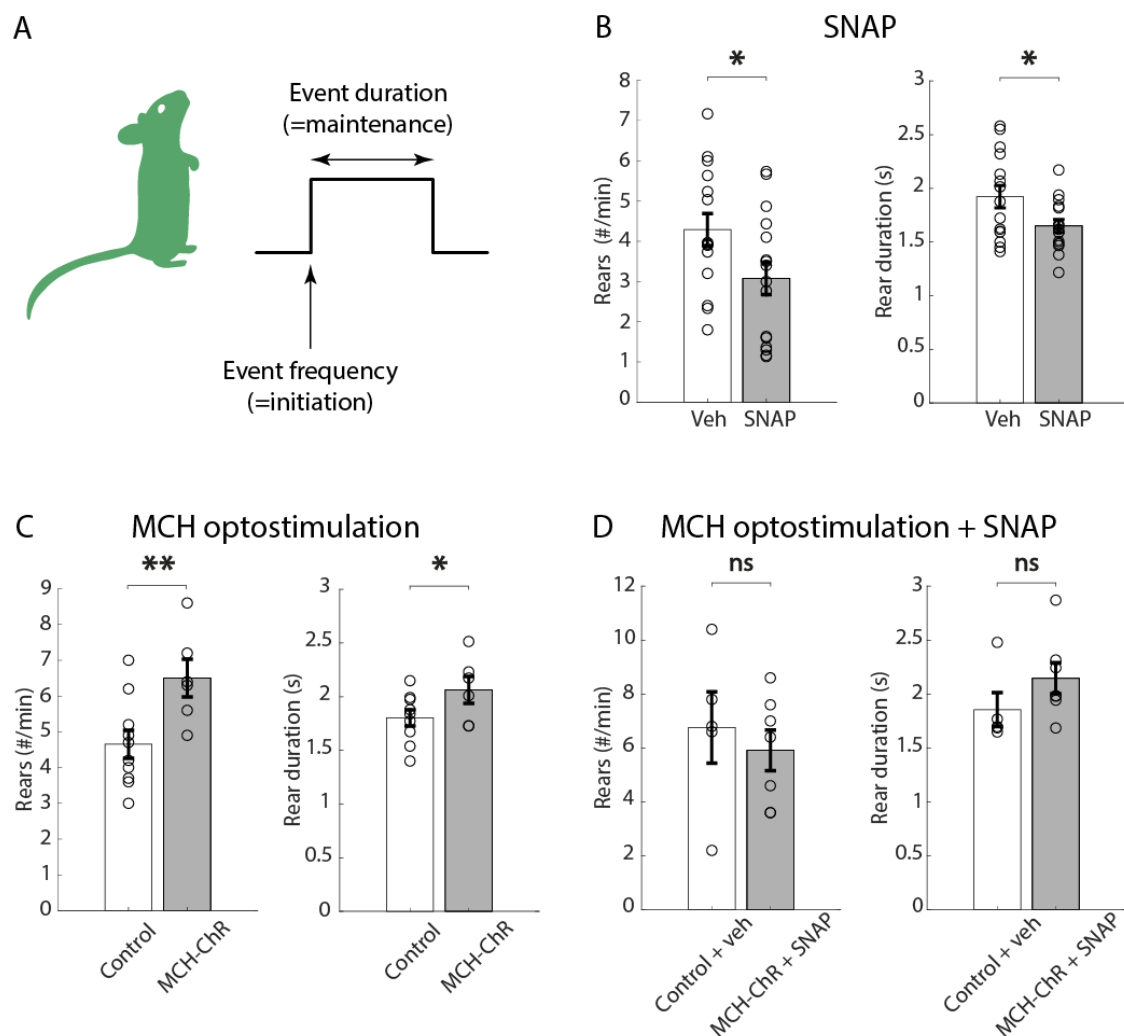 A
Event duration
(=maintenance)
Event frequency
(=initiation)
B
SNAP
*
Rears (#/min)
8
7
6
5
4
3
2
1
0
Veh
SNAP
*
Rear duration (s)
3
2.5
2
1.5
1
0.5
0
Veh
SNAP
C
MCH optostimulation
**
Rears (#/min)
9
8
7
6
5
4
3
2
1
0
Control
MCH-ChR
*
Rear duration (s)
3
2.5
2
1.5
1
0.5
0
Control
MCH-ChR
D
MCH optostimulation + SNAP
ns
Rears (#/min)
12
10
8
6
4
2
0
Control + veh
MCH-ChR + SNAP
ns
Rear duration (s)
3
2.5
2
1.5
1
0.5
0
Control + veh
MCH-ChR + SNAP